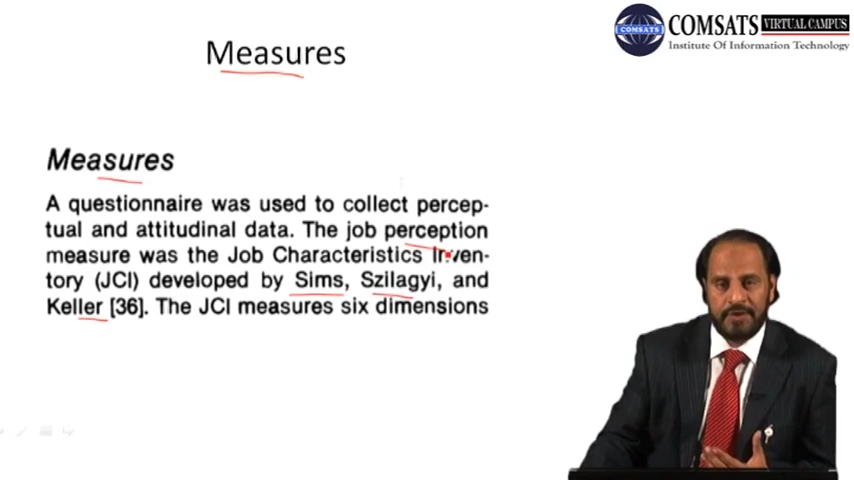 COMSATS VIRTUAL CAMPUS
Institute Of Information Technology
COMSATS
Measures
Measures
A questionnaire was used to collect percep-
tual and attitudinal data. The job perception
measure was the Job Characteristics Inven-
tory (JCI) developed by Sims, Szilagyi, and
Keller [36]. The JCI measures six dimensions